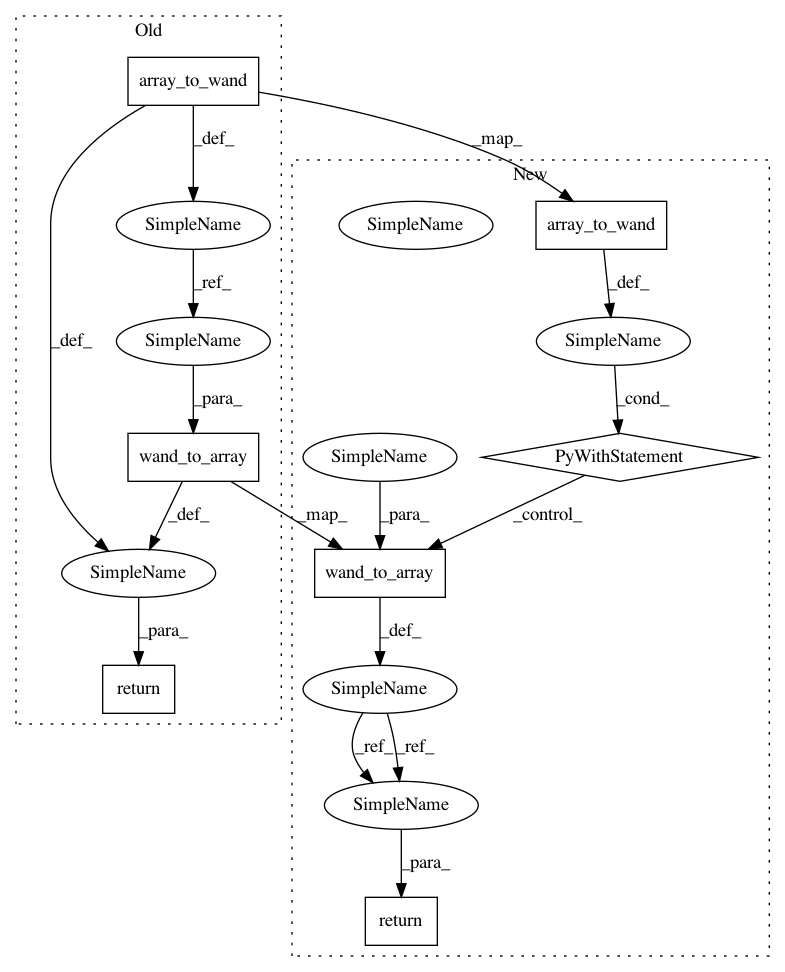 Old
array_to_wand
_def_
_map_
New
SimpleName
SimpleName
array_to_wand
_ref_
_def_
_def_
SimpleName
SimpleName
_para_
_cond_
wand_to_array
SimpleName
PyWithStatement
_def_
_map_
_para_
_control_
SimpleName
wand_to_array
_para_
_def_
return
SimpleName
_ref_
_ref_
SimpleName
_para_
return